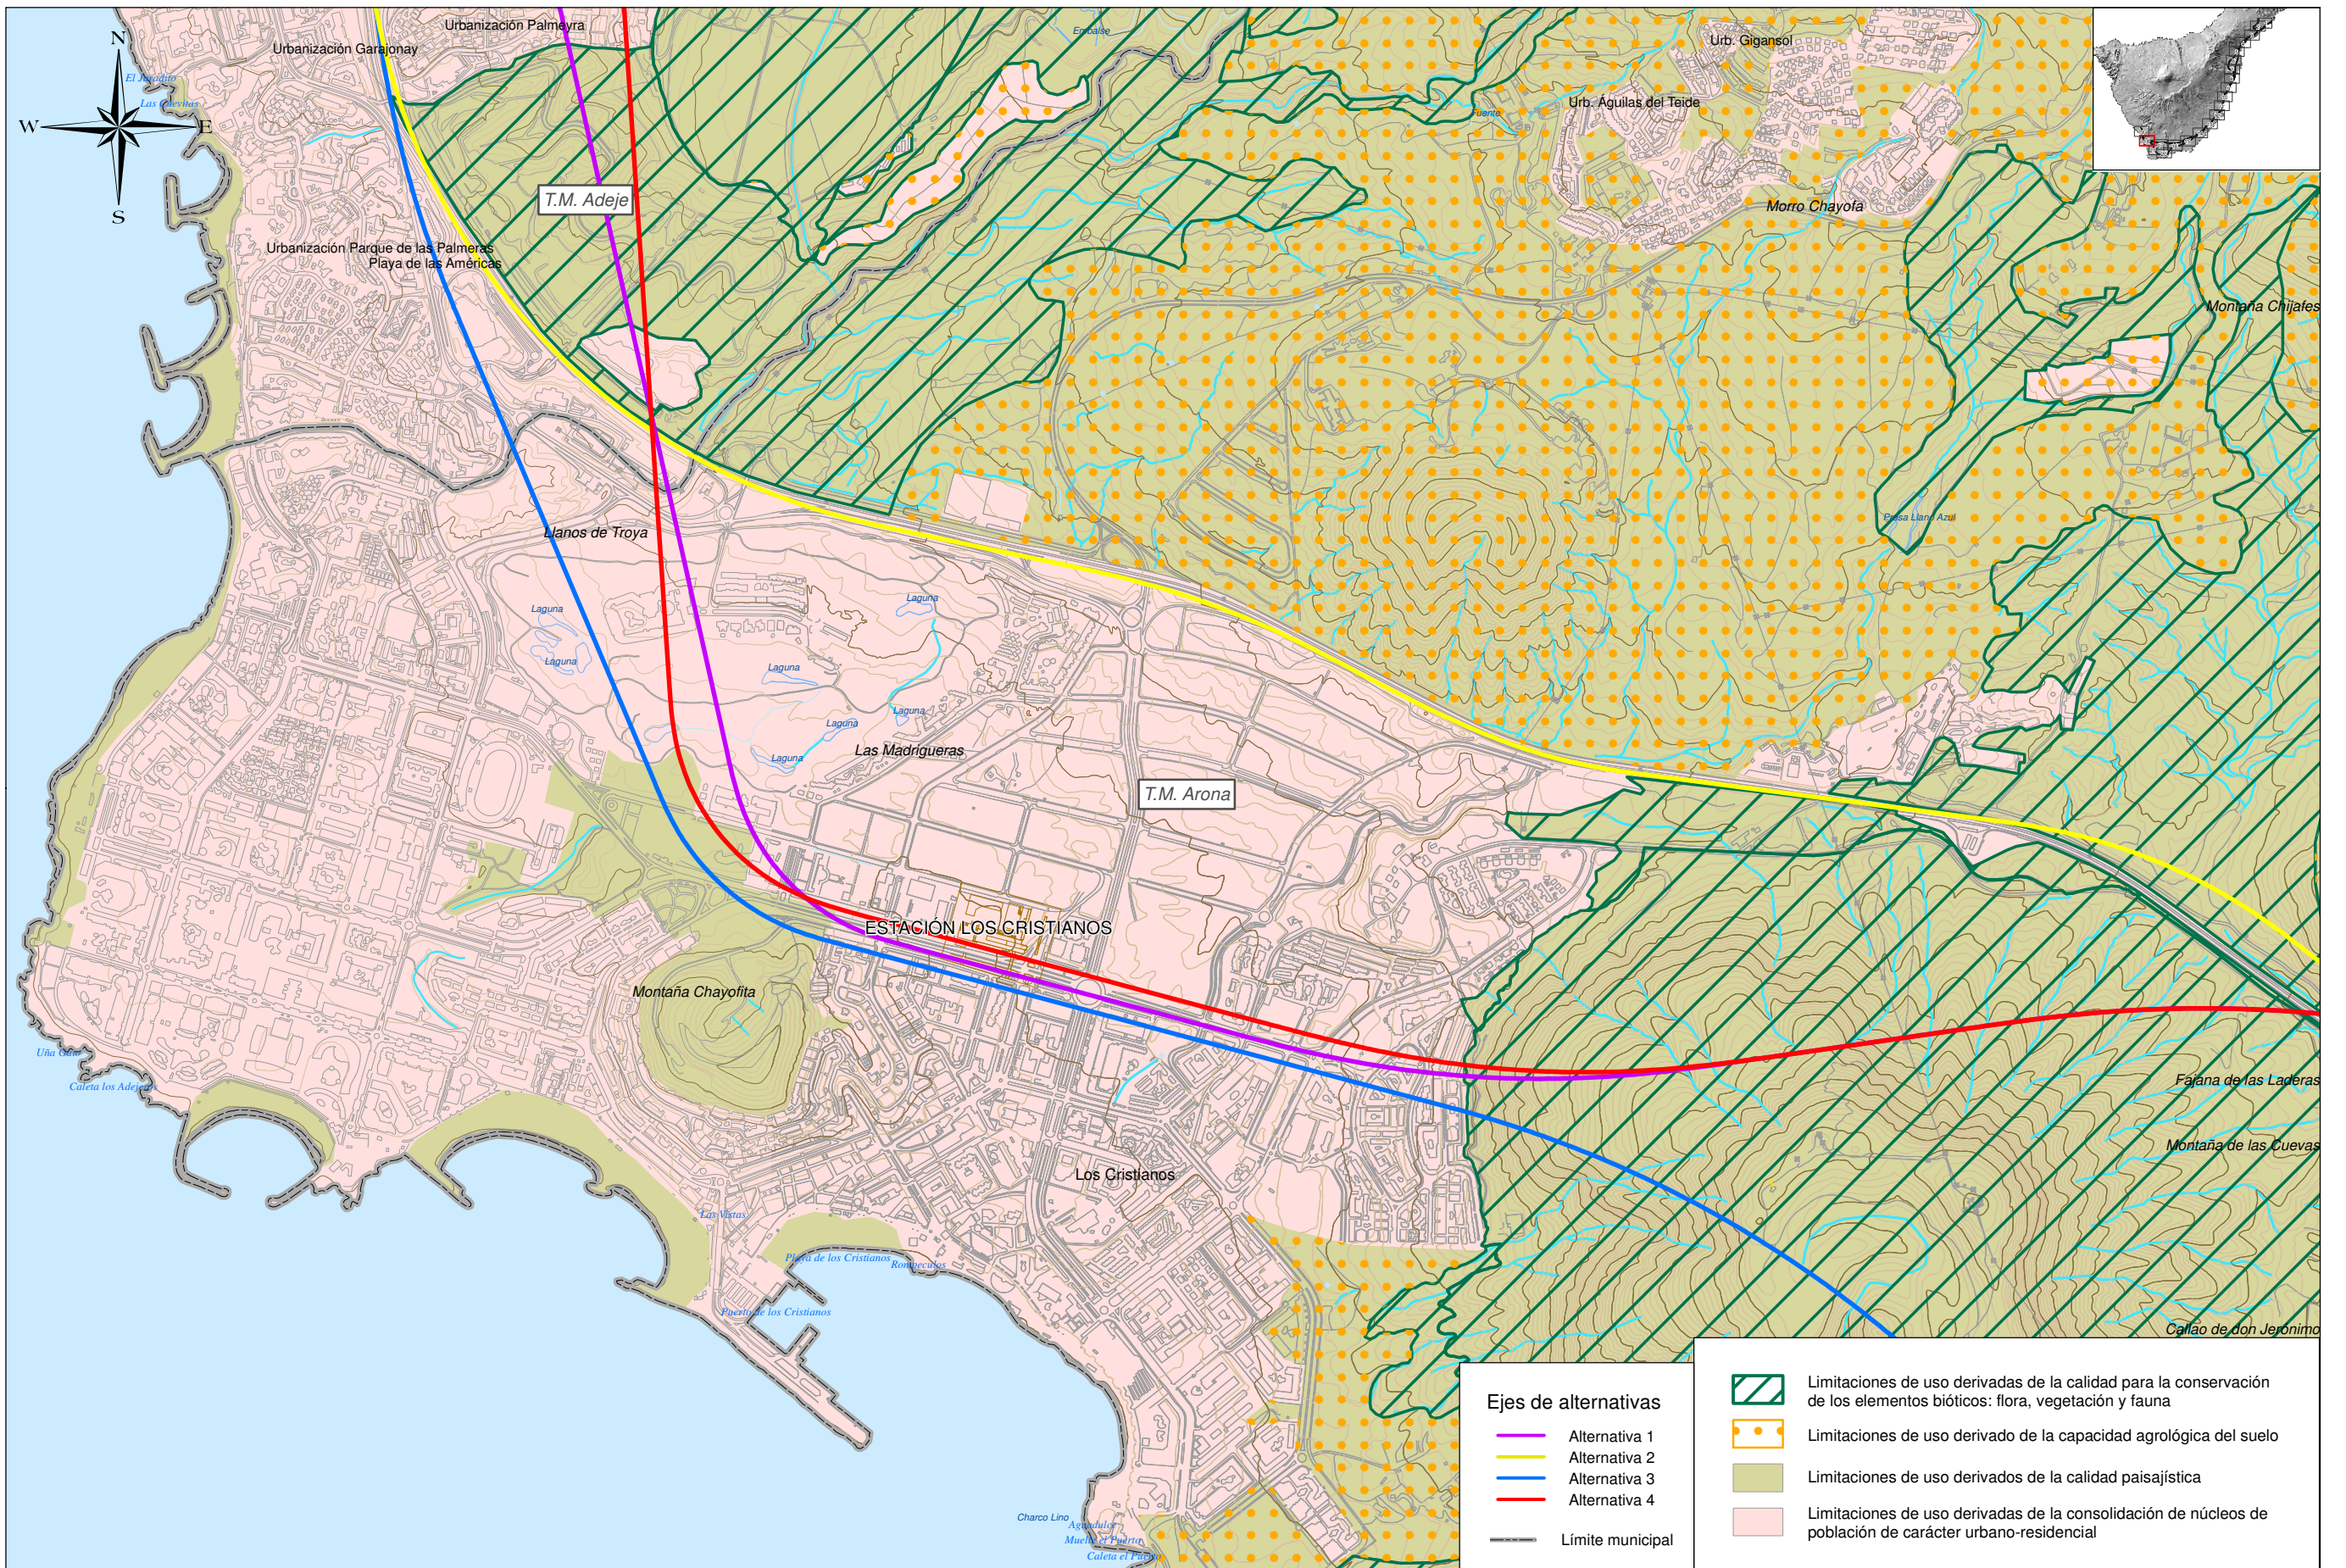 Urbanización Palmeyra
Urbanización Garajonay
N
W
E
S
El Jaradito
Las Cuevitas
Embalse
Urb. Gigansol
Urb. Águilas del Teide
Fuente
Morro Chayofa
T.M. Adeje
Urbanización Parque de las Palmeras
Playa de las Américas
Montaña Chijafes
Presa Llano Azul
Llanos de Troya
Laguna
Laguna
Laguna
Laguna
Laguna
Laguna
Laguna
Las Madrigueras
T.M. Arona
ESTACIÓN LOS CRISTIANOS
Montaña Chayofita
Uña Gato
Caleta los Adejeros
Fajana de las Laderas
Montaña de las Cuevas
Los Cristianos
Las Vistas
Playa de los Cristianos
Rompeculos
Puerto de los Cristianos
Callao de don Jerónimo
Charco Lino
Aguadulce
Muelle el Puerto
Caleta el Puerto
Ejes de alternativas
Alternativa 1
Alternativa 2
Alternativa 3
Alternativa 4
Límite municipal
Limitaciones de uso derivadas de la calidad para la conservación
de los elementos bióticos: flora, vegetación y fauna
Limitaciones de uso derivado de la capacidad agrológica del suelo
Limitaciones de uso derivados de la calidad paisajística
Limitaciones de uso derivadas de la consolidación de núcleos de
población de carácter urbano-residencial